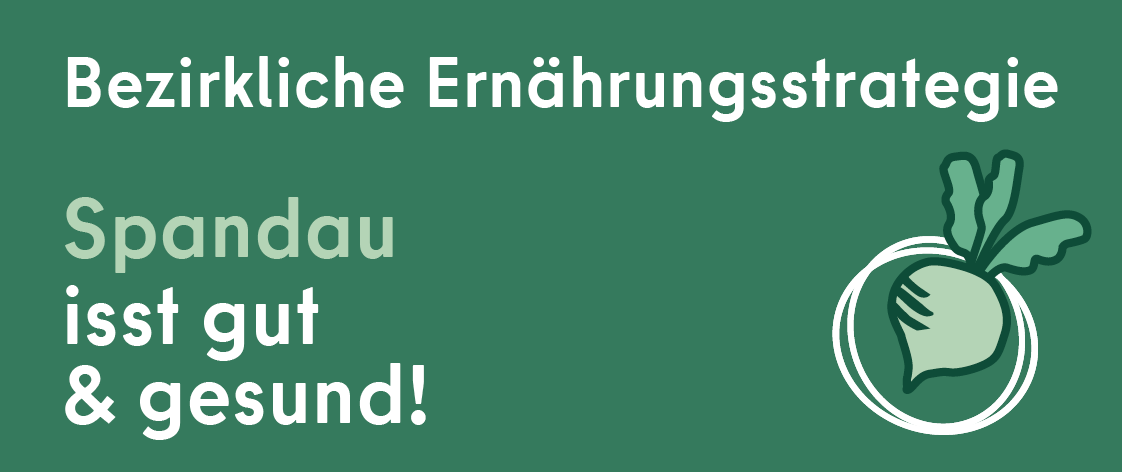 Bezirkliche Ernährungsstrategie
Spandau
isst gut
& gesund!